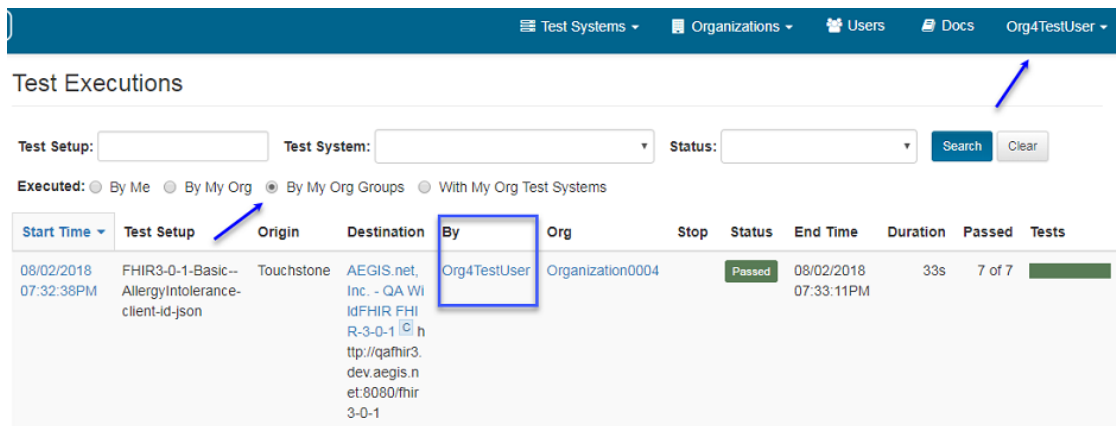 Test Systems Organizations Users Docs Org4TestUser
Test Executions
Test Setup: Test System: Status: Search Clear
Executed: By Me By My Org By My Org Groups With My Org Test Systems
Start Time Test Setup Origin Destination By Org Stop Status End Time Duration Passed Tests
08/02/2018 FHIR3-0-1-Basic-- Touchstone AEGIS.net, Org4TestUser Organization0004 Passed 08/02/2018 33s 7 of 7
07:32:38PM AllergyIntolerance- Inc. - QA Wi 07:33:11PM
client-id-json ldFHIR FHI
R-3-0-1 C h
ttp://qafhir3.
dev.aegis.n
et:8080/fhir
3-0-1